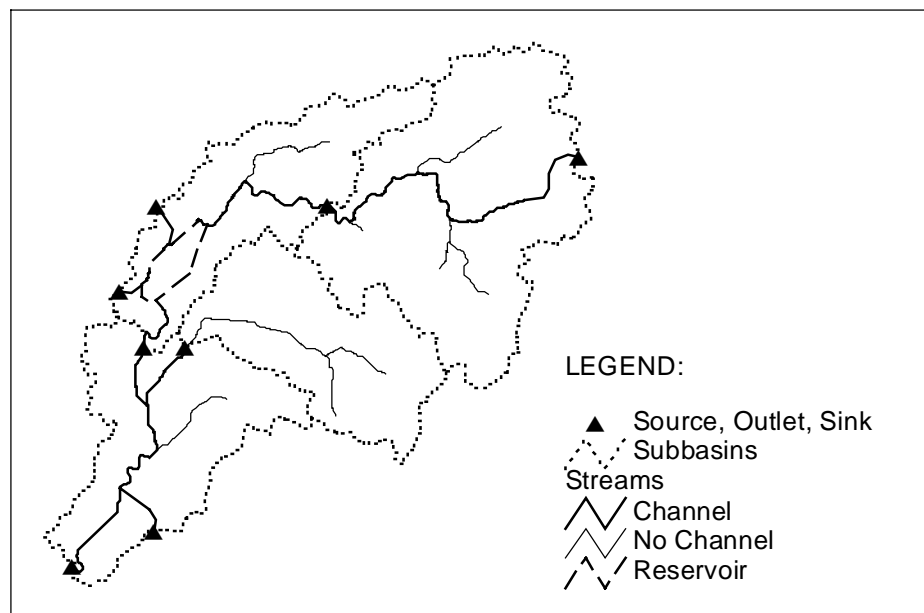 LEGEND:
Source, Outlet, Sink
Subbasins
Streams
Channel
No Channel
Reservoir